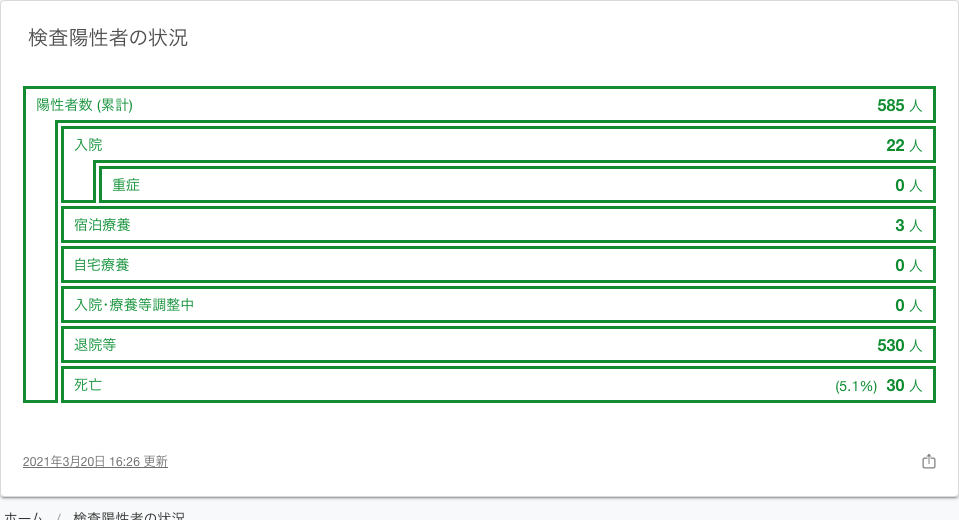 検査陽性者の状況
陽性者数 (累計) 585 人
入院 22 人
重症 0 人
宿泊療養 3 人
自宅療養 0 人
入院･療養等調整中 0 人
退院等 530 人
死亡 (5.1%) 30 人
2021年3月20日 16:26 更新
ホーム / 検査陽性者の状況